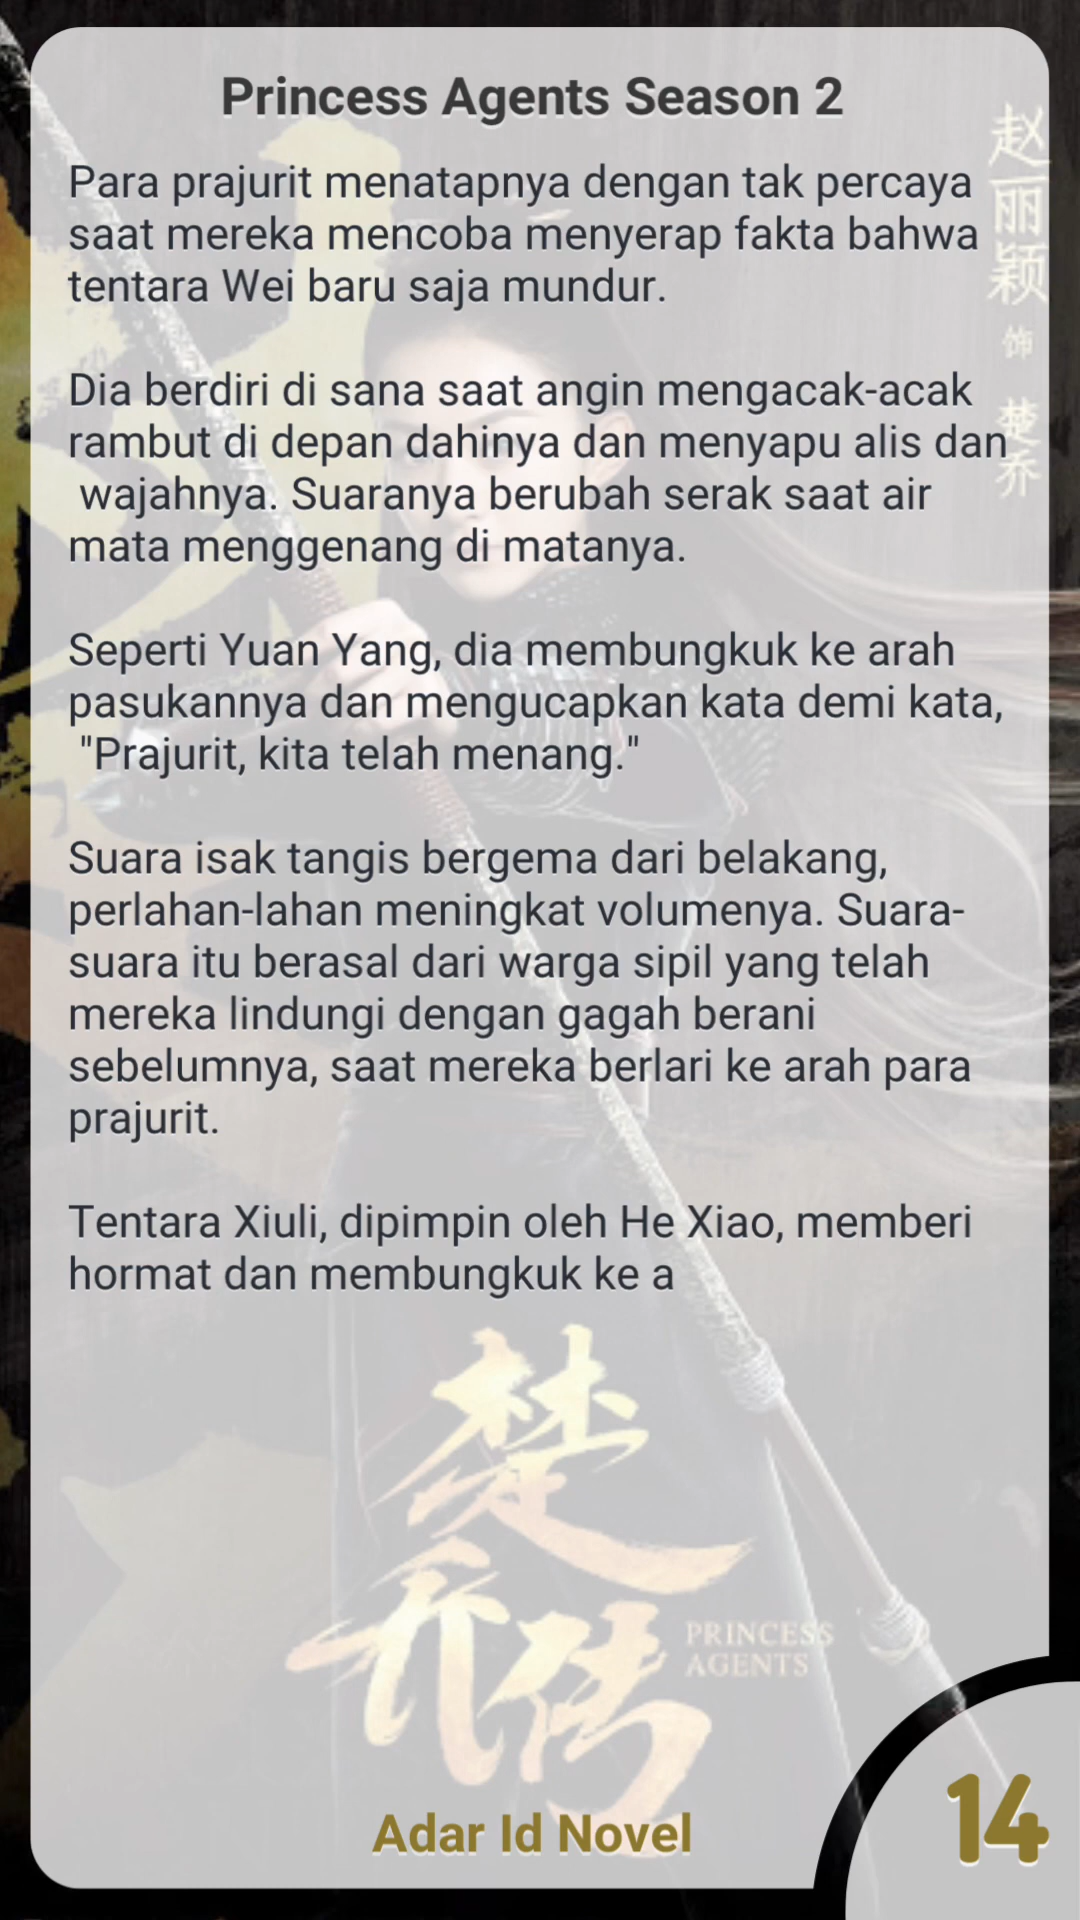 Princess Agents Season 2
Para prajurit menatapnya dengan tak percaya
saat mereka mencoba menyerap fakta bahwa
tentara Wei baru saja mundur.
Dia berdiri di sana saat angin mengacak-acak
rambut di depan dahinya dan menyapu alis dan
wajahnya. Suaranya berubah serak saat air
mata menggenang di matanya.
Seperti Yuan Yang, dia membungkuk ke arah
pasukannya dan mengucapkan kata demi kata,
"Prajurit, kita telah menang."
Suara isak tangis bergema dari belakang,
perlahan-lahan meningkat volumenya. Suara-
suara itu berasal dari warga sipil yang telah
mereka lindungi dengan gagah berani
sebelumnya, saat mereka berlari ke arah para
prajurit.
Tentara Xiuli, dipimpin oleh He Xiao, memberi
hormat dan membungkuk ke a
赵丽颖 饰 楚乔
楚乔传
PRINCESS
AGENTS
Adar Id Novel
14